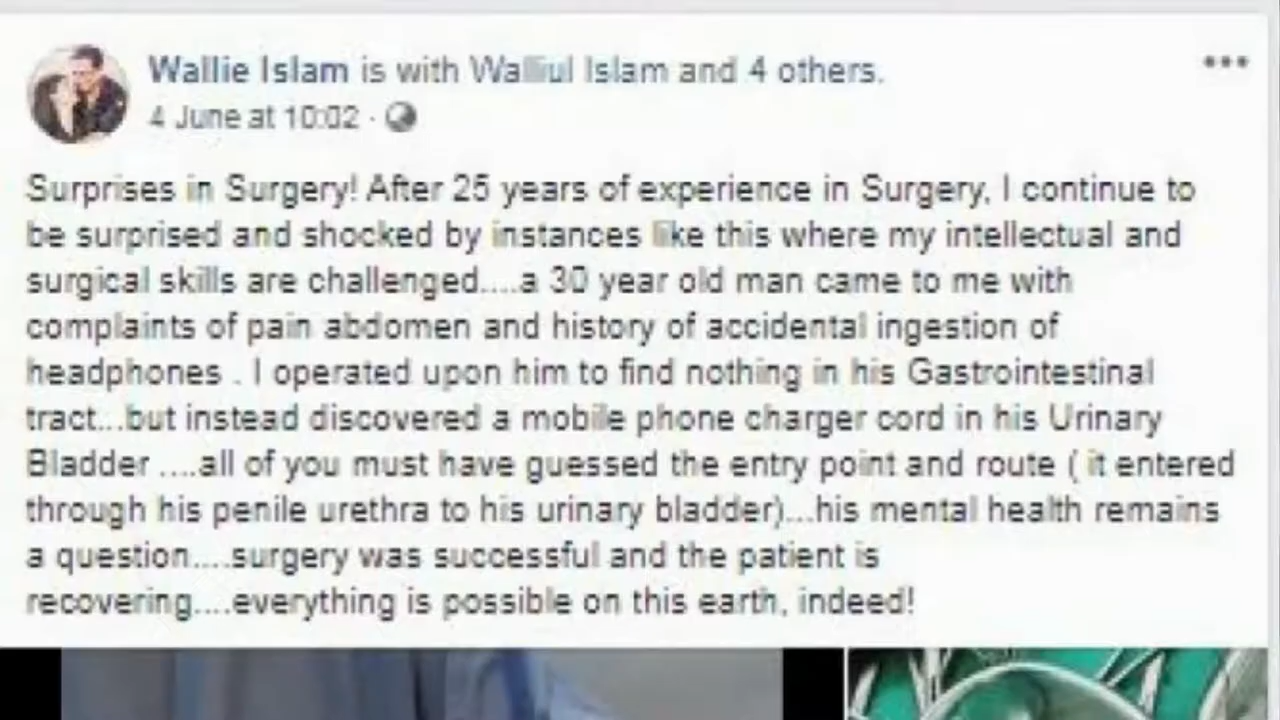 Wallie Islam is with Walliul Islam and 4 others.
4 June at 10:02 ·
Surprises in Surgery! After 25 years of experience in Surgery, I continue to
be surprised and shocked by instances like this where my intellectual and
surgical skills are challenged....a 30 year old man came to me with
complaints of pain abdomen and history of accidental ingestion of
headphones . I operated upon him to find nothing in his Gastrointestinal
tract...but instead discovered a mobile phone charger cord in his Urinary
Bladder ....all of you must have guessed the entry point and route ( it entered
through his penile urethra to his urinary bladder)...his mental health remains
a question....surgery was successful and the patient is
recovering....everything is possible on this earth, indeed!